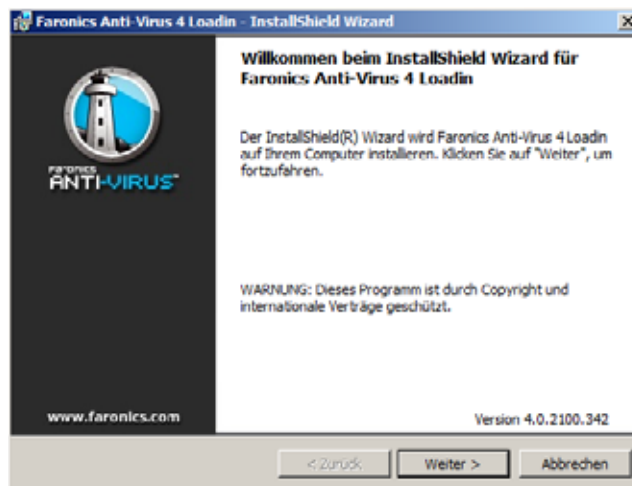 Faronics Anti-Virus 4 Loadin - InstallShield Wizard
Willkommen beim InstallShield Wizard für
Faronics Anti-Virus 4 Loadin
Der InstallShield(R) Wizard wird Faronics Anti-Virus 4 Loadin
auf Ihrem Computer installieren. Klicken Sie auf "Weiter", um
fortzufahren.
FARONICS
ANTI-VIRUS™
WARNUNG: Dieses Programm ist durch Copyright und
internationale Verträge geschützt.
www.faronics.com
Version 4.0.2100.342
< Zurück
Weiter >
Abbrechen